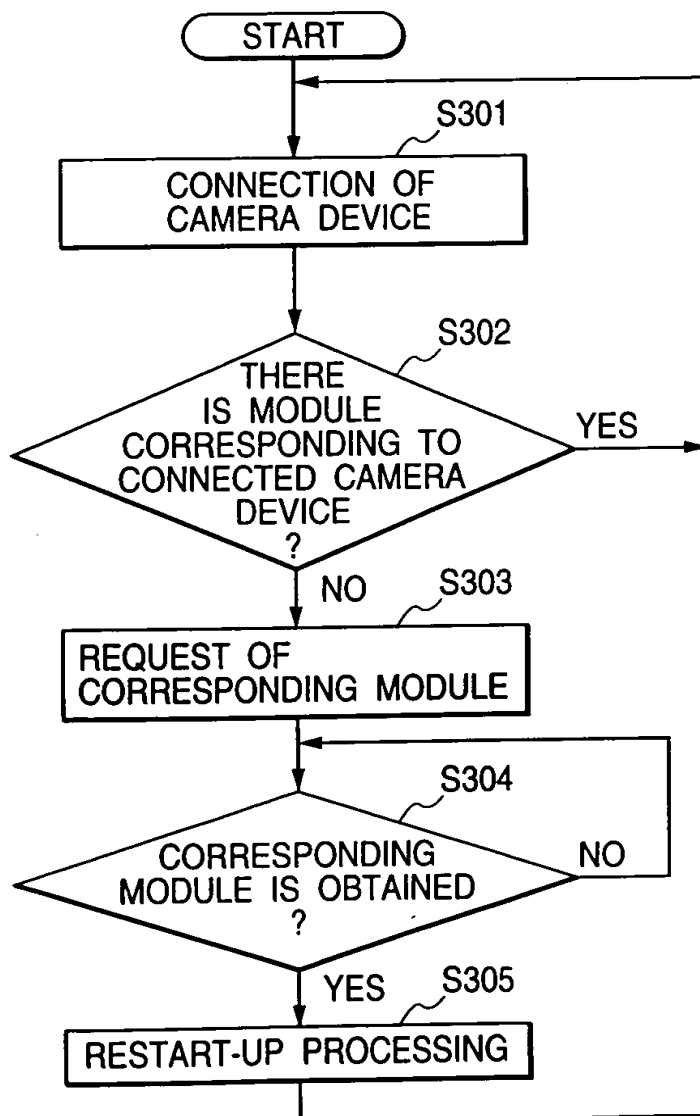 START
S301
CONNECTION OF
CAMERA DEVICE
S302
THERE
IS MODULE
CORRESPONDING TO
CONNECTED CAMERA
DEVICE
?
YES
NO
S303
REQUEST OF
CORRESPONDING MODULE
S304
CORRESPONDING
MODULE IS OBTAINED
?
NO
YES
S305
RESTART-UP PROCESSING